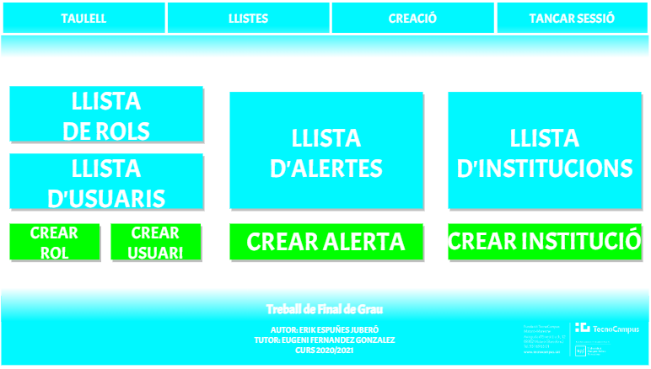 TAULELL
LLISTES
CREACIÓ
TANCAR SESSIÓ
LLISTA
DE ROLS
LLISTA
D'USUARIS
LLISTA
D'ALERTES
LLISTA
D'INSTITUCIONS
CREAR
ROL
CREAR
USUARI
CREAR ALERTA
CREAR INSTITUCIÓ
Treball de Final de Grau
AUTOR: ERIK ESPUÑES JUBERÓ
TUTOR: EUGENI FERNANDEZ GONZALEZ
CURS 2020/2021
TecnoCampus